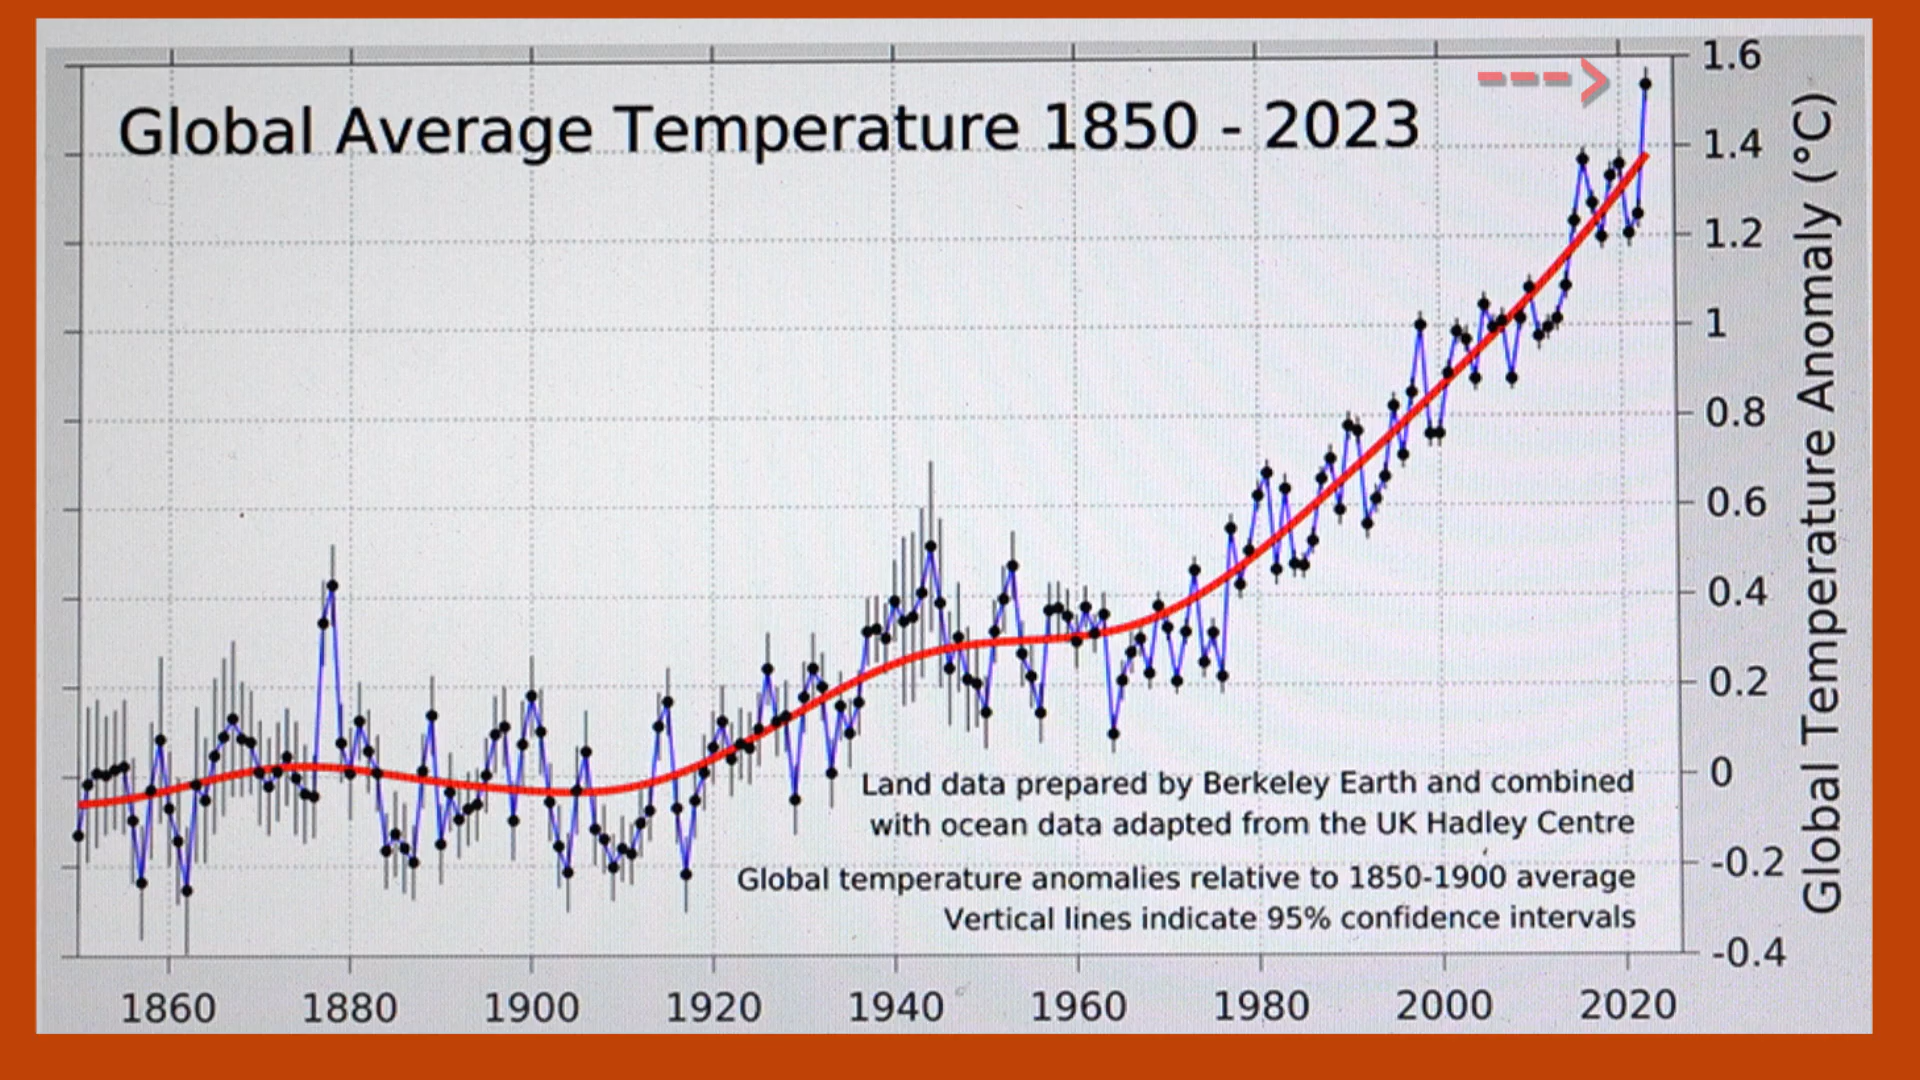 Global Average Temperature 1850 - 2023
1.6
1.4
1.2
1
0.8
0.6
0.4
0.2
0
-0.2
-0.4
Global Temperature Anomaly (°C)
Land data prepared by Berkeley Earth and combined
with ocean data adapted from the UK Hadley Centre
Global temperature anomalies relative to 1850-1900 average
Vertical lines indicate 95% confidence intervals
1860 1880 1900 1920 1940 1960 1980 2000 2020